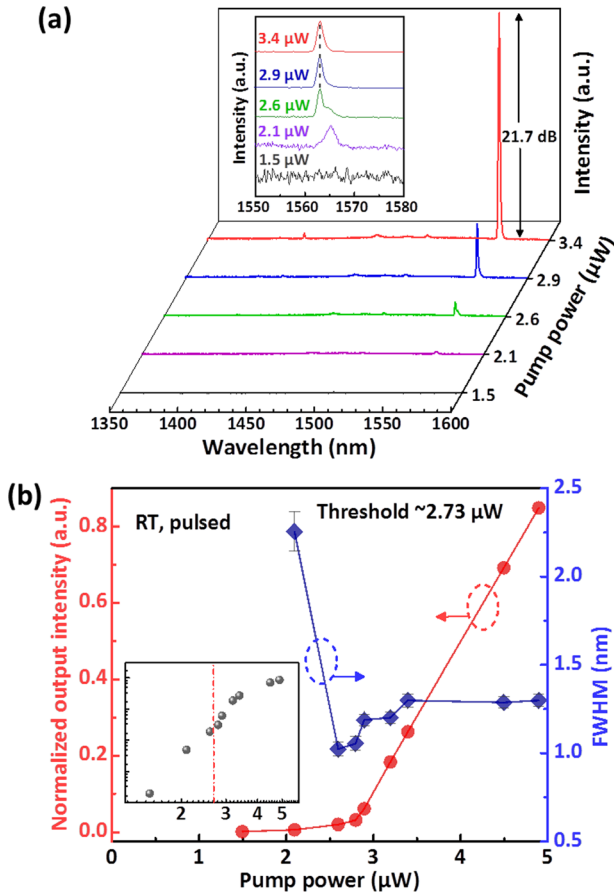 (a)
3.4 µW
2.9 µW
2.6 µW
2.1 µW
1.5 µW
Intensity (a.u.)
1550 1560 1570 1580
21.7 dB
Intensity (a.u.)
3.4
2.9
2.6
2.1
1.5
Pump power (µW)
1350 1400 1450 1500 1550 1600
Wavelength (nm)
(b)
RT, pulsed
Threshold ~2.73 µW
Normalized output intensity (a.u.)
0.8
0.6
0.4
0.2
0.0
2.5
2.0
1.5
1.0
0.5
FWHM (nm)
2 3 4 5
0 1 2 3 4 5
Pump power (µW)